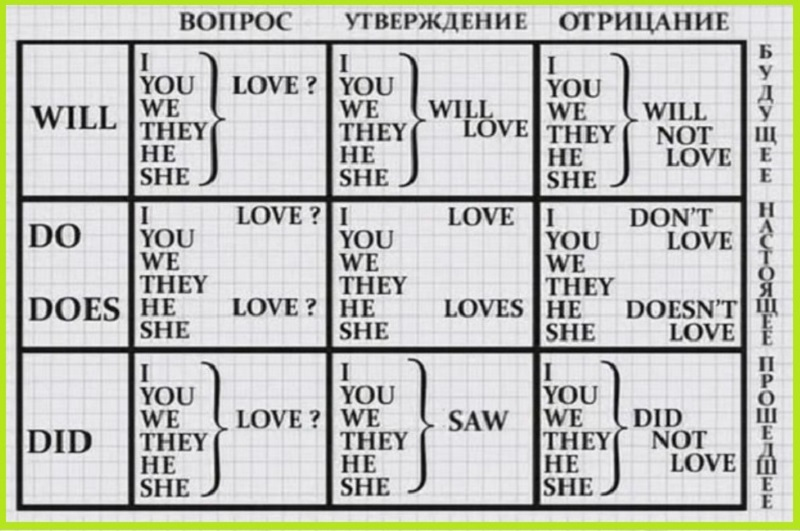 ВОПРОС УТВЕРЖДЕНИЕ ОТРИЦАНИЕ
WILL
I
YOU
WE
THEY
HE
SHE
LOVE ?
I
YOU
WE
THEY
HE
SHE
WILL
LOVE
I
YOU
WE
THEY
HE
SHE
WILL
NOT
LOVE
БУДУЩЕЕ
DO
DOES
I LOVE ?
YOU
WE
THEY
HE LOVE ?
SHE
I LOVE
YOU
WE
THEY
HE LOVES
SHE
I DON'T
YOU LOVE
WE
THEY
HE DOESN'T
SHE LOVE
НАСТОЯЩЕЕ
DID
I
YOU
WE
THEY
HE
SHE
LOVE ?
I
YOU
WE
THEY
HE
SHE
SAW
I
YOU
WE
THEY
HE
SHE
DID
NOT
LOVE
ПРОШЕДШЕЕ